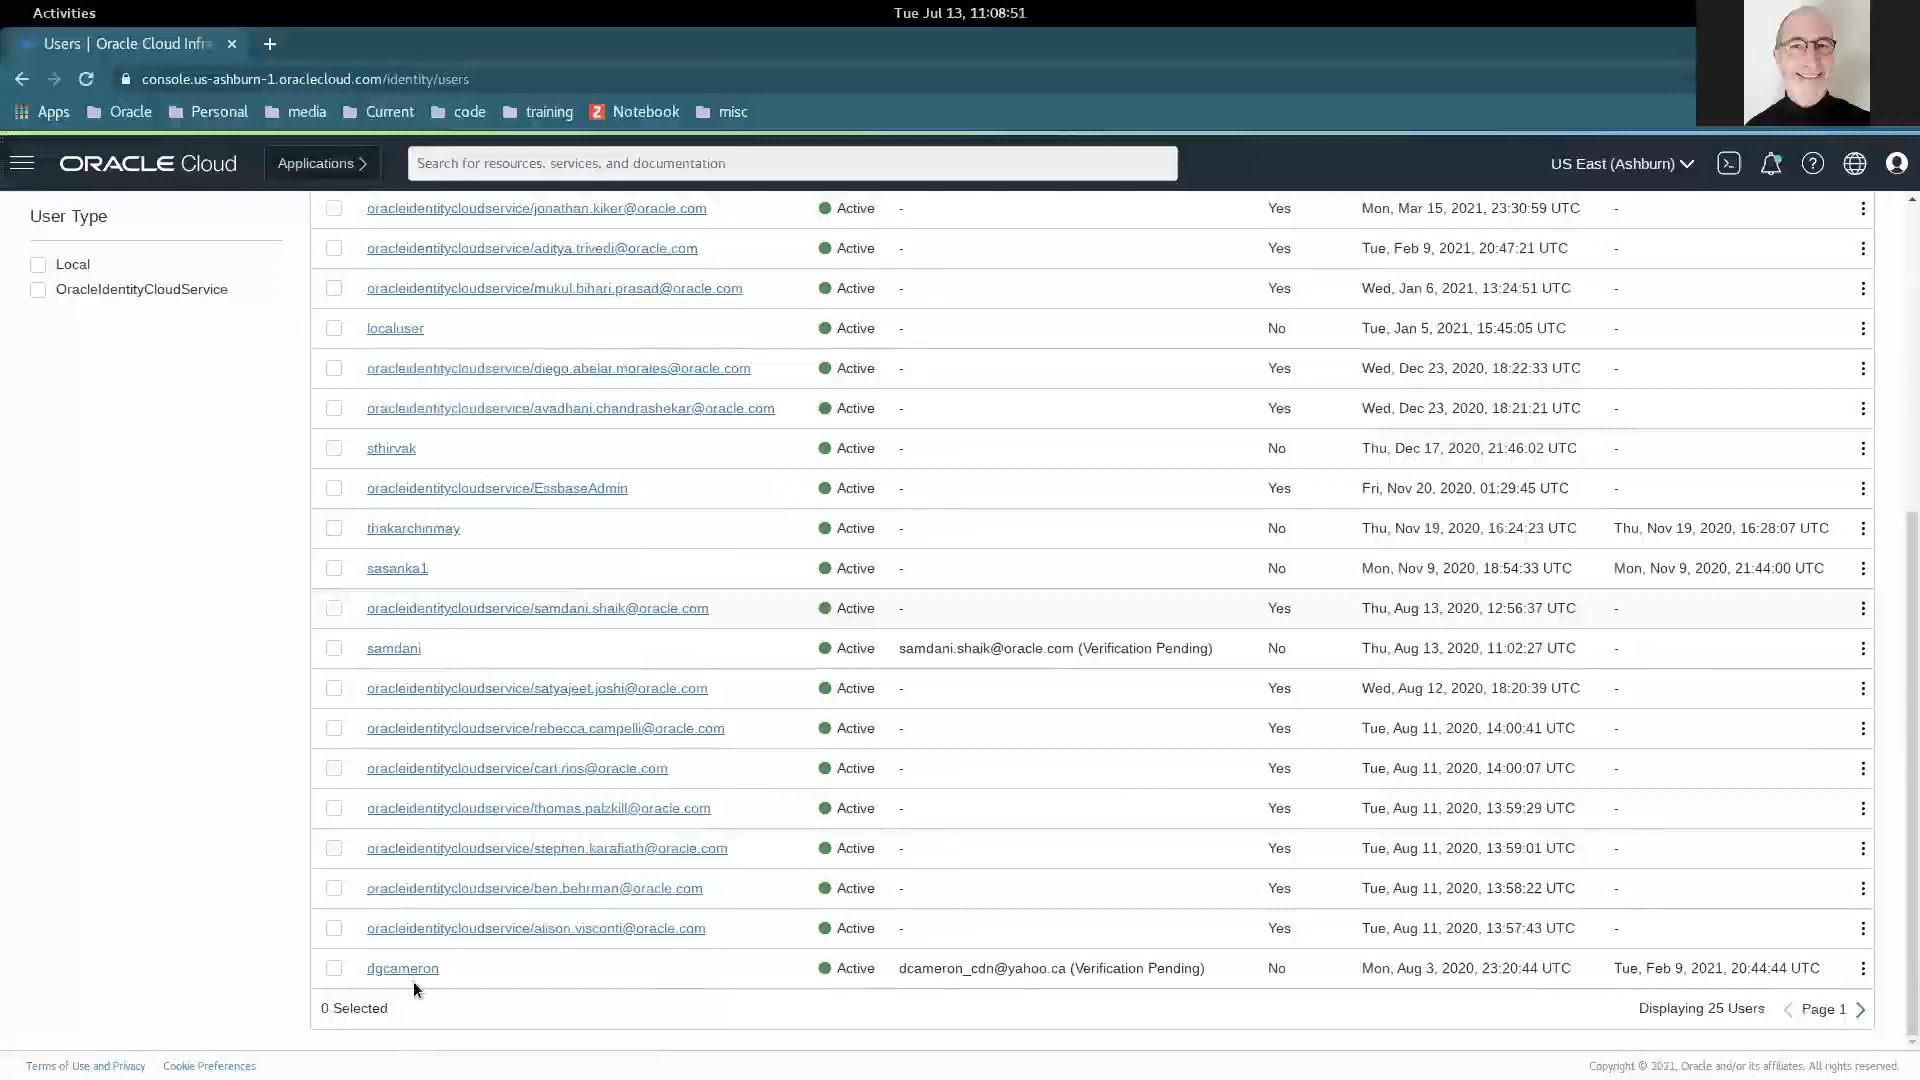 Activities
Tue Jul 13, 11:08:51
Users | Oracle Cloud Infr
console.us-ashburn-1.oraclecloud.com/identity/users
Apps Oracle Personal media Current code training Z Notebook misc
ORACLE Cloud Applications Search for resources, services, and documentation US East (Ashburn)
User Type
Local
OracleIdentityCloudService
oracleidentitycloudservice/jonathan.kiker@oracle.com Active - Yes Mon, Mar 15, 2021, 23:30:59 UTC -
oracleidentitycloudservice/aditya.trivedi@oracle.com Active - Yes Tue, Feb 9, 2021, 20:47:21 UTC -
oracleidentitycloudservice/mukul.bihari.prasad@oracle.com Active - Yes Wed, Jan 6, 2021, 13:24:51 UTC -
localuser Active - No Tue, Jan 5, 2021, 15:45:05 UTC -
oracleidentitycloudservice/diego.abelar.morales@oracle.com Active - Yes Wed, Dec 23, 2020, 18:22:33 UTC -
oracleidentitycloudservice/avadhani.chandrashekar@oracle.com Active - Yes Wed, Dec 23, 2020, 18:21:21 UTC -
sthirvak Active - No Thu, Dec 17, 2020, 21:46:02 UTC -
oracleidentitycloudservice/EssbaseAdmin Active - Yes Fri, Nov 20, 2020, 01:29:45 UTC -
thakarchinmay Active - No Thu, Nov 19, 2020, 16:24:23 UTC Thu, Nov 19, 2020, 16:28:07 UTC
sasanka1 Active - No Mon, Nov 9, 2020, 18:54:33 UTC Mon, Nov 9, 2020, 21:44:00 UTC
oracleidentitycloudservice/samdani.shaik@oracle.com Active - Yes Thu, Aug 13, 2020, 12:56:37 UTC -
samdani Active samdani.shaik@oracle.com (Verification Pending) No Thu, Aug 13, 2020, 11:02:27 UTC -
oracleidentitycloudservice/satyajeet.joshi@oracle.com Active - Yes Wed, Aug 12, 2020, 18:20:39 UTC -
oracleidentitycloudservice/rebecca.campelli@oracle.com Active - Yes Tue, Aug 11, 2020, 14:00:41 UTC -
oracleidentitycloudservice/carl.rios@oracle.com Active - Yes Tue, Aug 11, 2020, 14:00:07 UTC -
oracleidentitycloudservice/thomas.palzkill@oracle.com Active - Yes Tue, Aug 11, 2020, 13:59:29 UTC -
oracleidentitycloudservice/stephen.karafiath@oracle.com Active - Yes Tue, Aug 11, 2020, 13:59:01 UTC -
oracleidentitycloudservice/ben.behrman@oracle.com Active - Yes Tue, Aug 11, 2020, 13:58:22 UTC -
oracleidentitycloudservice/alison.visconti@oracle.com Active - Yes Tue, Aug 11, 2020, 13:57:43 UTC -
dgcameron Active dcameron_cdn@yahoo.ca (Verification Pending) No Mon, Aug 3, 2020, 23:20:44 UTC Tue, Feb 9, 2021, 20:44:44 UTC
0 Selected Displaying 25 Users Page 1
Terms of Use and Privacy Cookie Preferences Copyright © 2021, Oracle and/or its affiliates. All rights reserved.